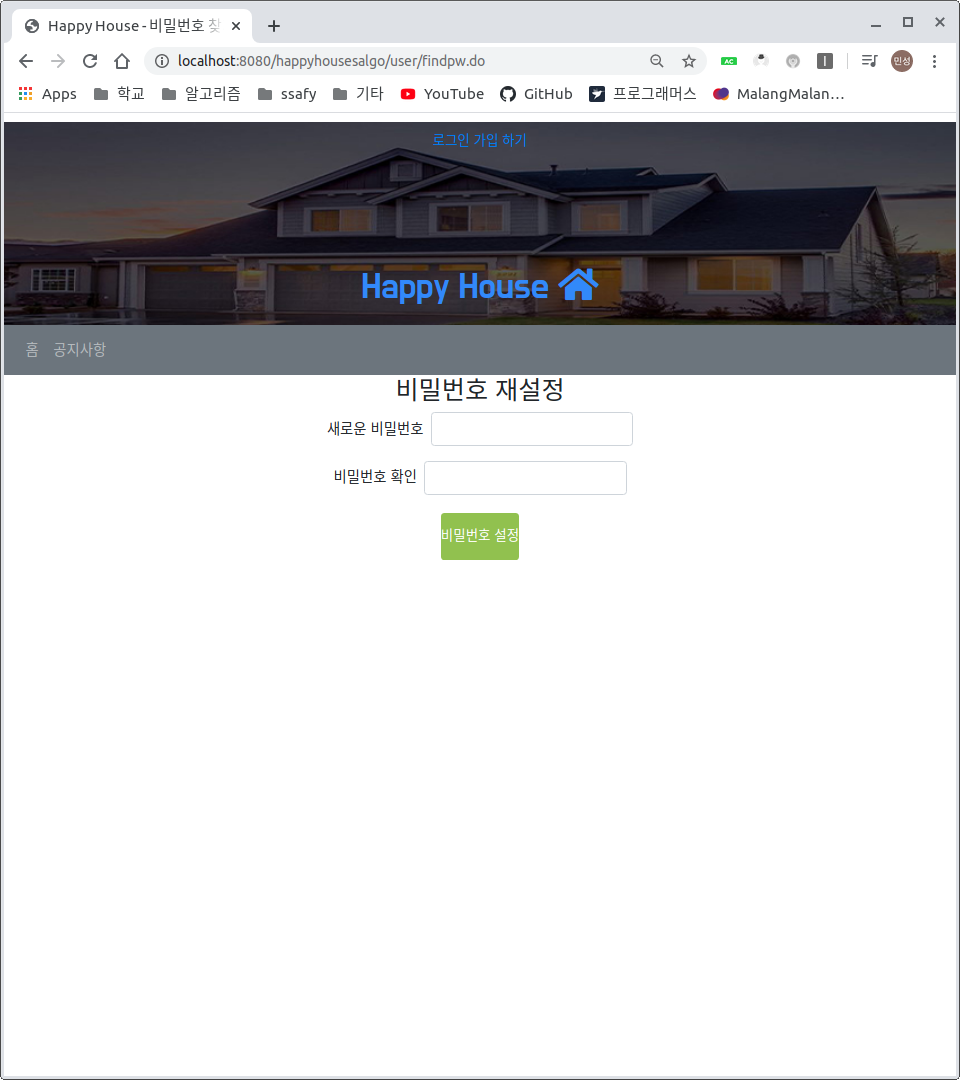 Happy House - 비밀번호 찾
localhost:8080/happyhousesalgo/user/findpw.do
AC
민성
Apps 학교 알고리즘 ssafy 기타 YouTube GitHub 프로그래머스 MalangMalan...
로그인 가입 하기
Happy House
홈 공지사항
비밀번호 재설정
새로운 비밀번호
비밀번호 확인
비밀번호 설정